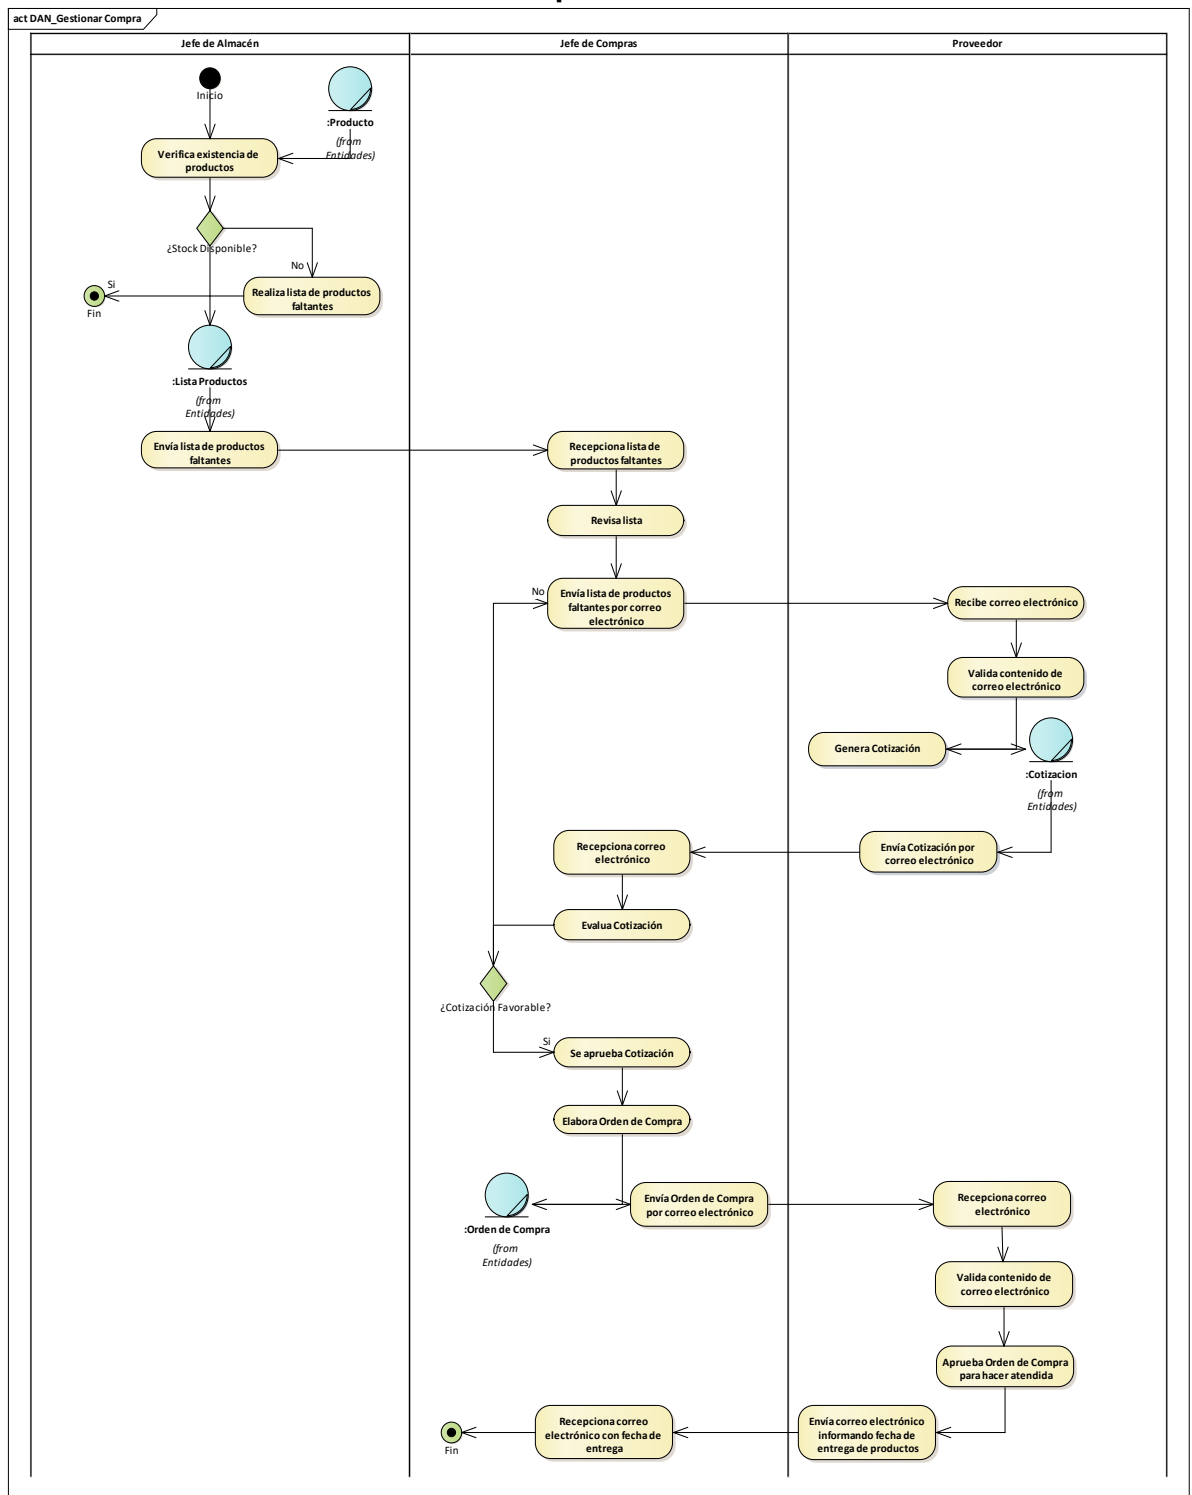 act DAN_Gestionar Compra
Jefe de Almacén
Jefe de Compras
Proveedor
Inicio
:Producto
(from
Entidades)
Verifica existencia de
productos
¿Stock Disponible?
No
Si
Realiza lista de productos
faltantes
Fin
:Lista Productos
(from
Entidades)
Envía lista de productos
faltantes
Recepciona lista de
productos faltantes
Revisa lista
No
Envía lista de productos
faltantes por correo
electrónico
Recibe correo electrónico
Valida contenido de
correo electrónico
Genera Cotización
:Cotizacion
(from
Entidades)
Recepciona correo
electrónico
Envía Cotización por
correo electrónico
Evalua Cotización
¿Cotización Favorable?
Si
Se aprueba Cotización
Elabora Orden de Compra
:Orden de Compra
(from
Entidades)
Envía Orden de Compra
por correo electrónico
Recepciona correo
electrónico
Valida contenido de
correo electrónico
Aprueba Orden de Compra
para hacer atendida
Fin
Recepciona correo
electrónico con fecha de
entrega
Envía correo electrónico
informando fecha de
entrega de productos